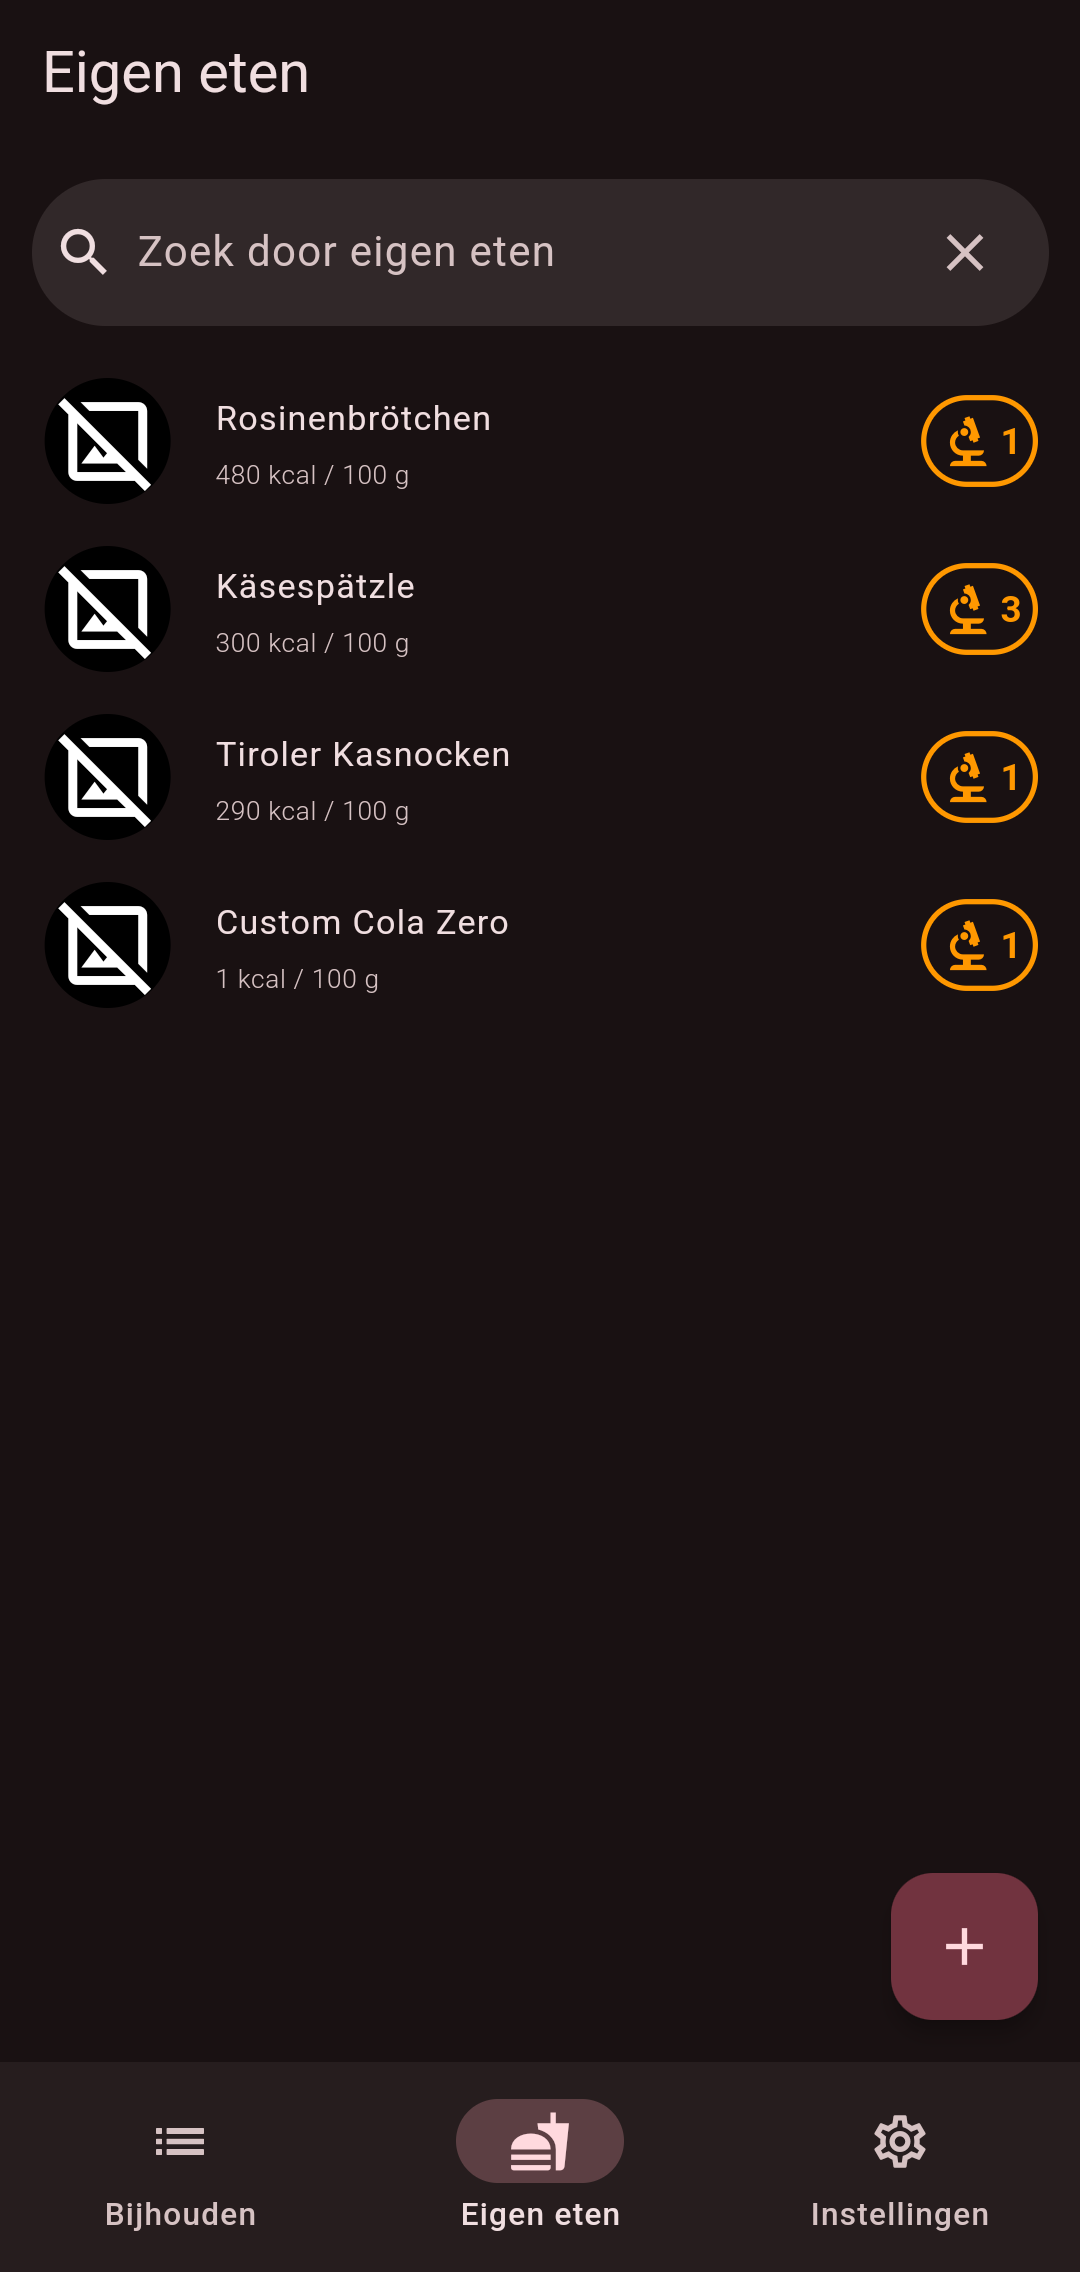 Eigen eten
Zoek door eigen eten
Rosinenbrötchen
480 kcal / 100 g
1
Käsespätzle
300 kcal / 100 g
3
Tiroler Kasnocken
290 kcal / 100 g
1
Custom Cola Zero
1 kcal / 100 g
1
Bijhouden
Eigen eten
Instellingen